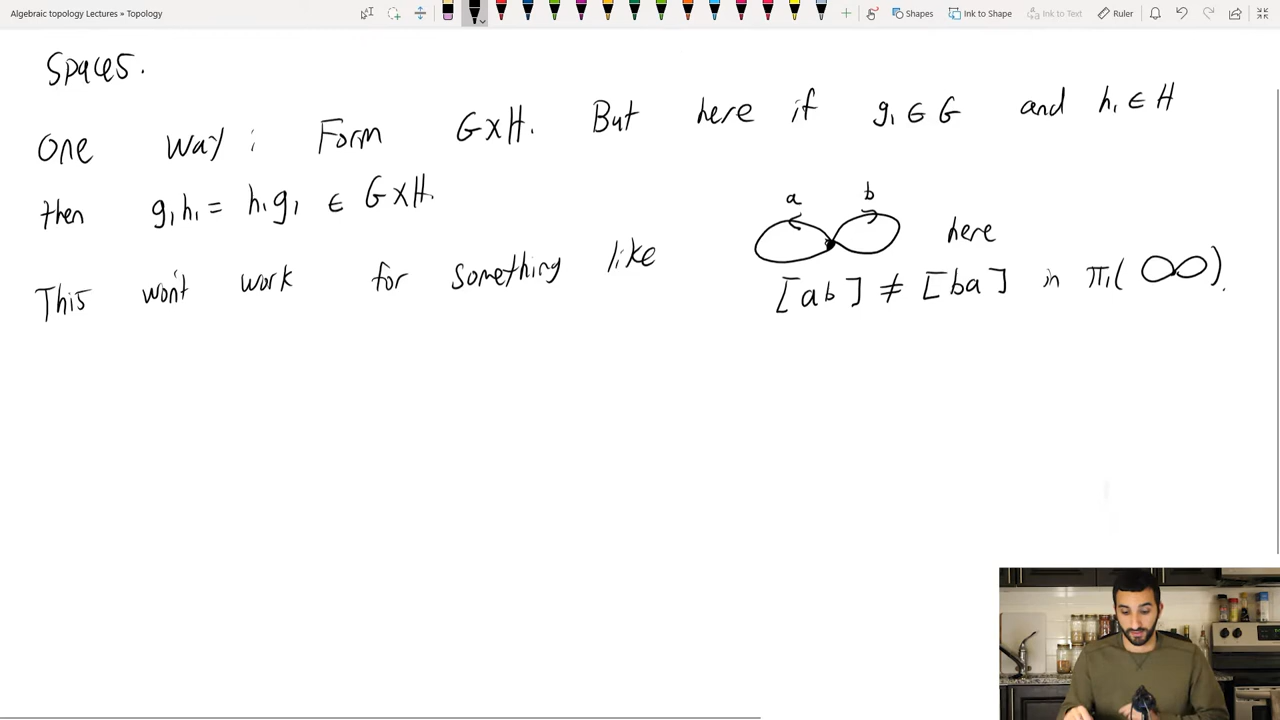 Algebraic topology Lectures – Topology
Shapes
Ink to Shape
Ink to Text
Ruler
Spaces.
One way: Form G×H. But here if g₁ ∈ G and h₁ ∈ H
then g₁h₁ = h₁g₁ ∈ G×H.
a b
This won't work for something like here
[ab] ≠ [ba] in π₁( ∞ ).